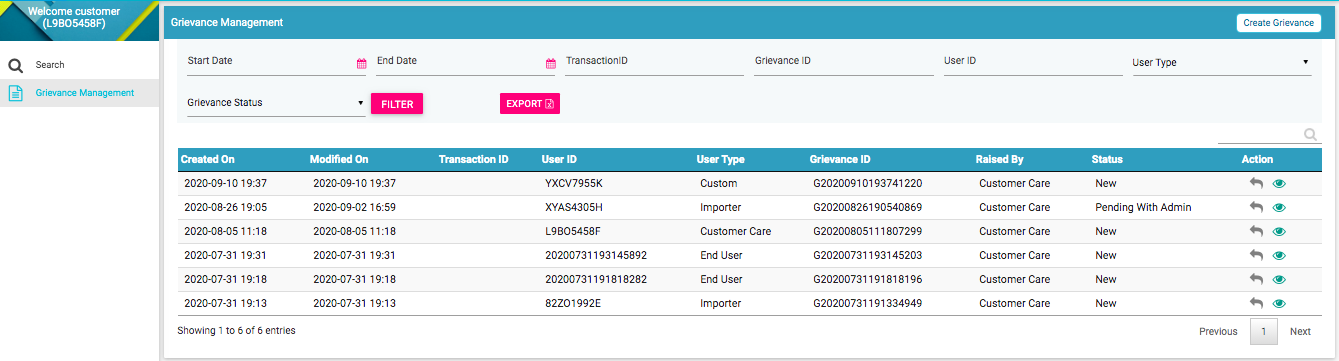 Welcome customer
(L9BO5458F)
Search
Grievance Management
Grievance Management
Create Grievance
Start Date End Date TransactionID Grievance ID User ID User Type
Grievance Status FILTER EXPORT
Created On Modified On Transaction ID User ID User Type Grievance ID Raised By Status Action
2020-09-10 19:37 2020-09-10 19:37 YXCV7955K Custom G20200910193741220 Customer Care New
2020-08-26 19:05 2020-09-02 16:59 XYAS4305H Importer G20200826190540869 Customer Care Pending With Admin
2020-08-05 11:18 2020-08-05 11:18 L9BO5458F Customer Care G20200805111807299 Customer Care New
2020-07-31 19:31 2020-07-31 19:31 20200731193145892 End User G20200731193145203 Customer Care New
2020-07-31 19:18 2020-07-31 19:18 20200731191818282 End User G20200731191818196 Customer Care New
2020-07-31 19:13 2020-07-31 19:13 82ZO1992E Importer G20200731191334949 Customer Care New
Showing 1 to 6 of 6 entries
Previous 1 Next